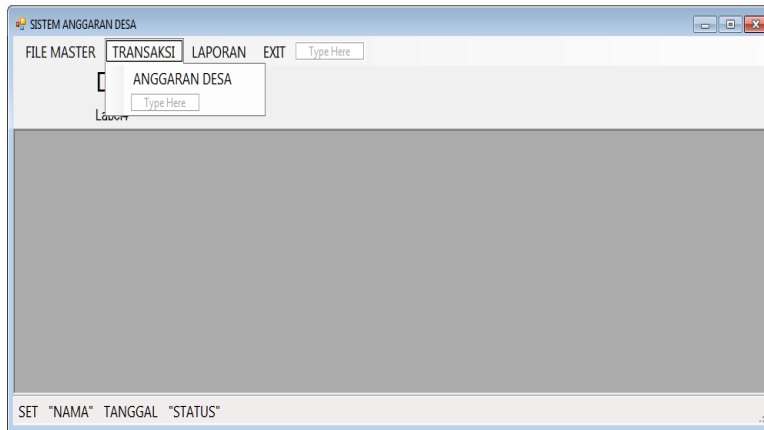 SISTEM ANGGARAN DESA
FILE MASTER TRANSAKSI LAPORAN EXIT Type Here
ANGGARAN DESA
Type Here
SET "NAMA" TANGGAL "STATUS"